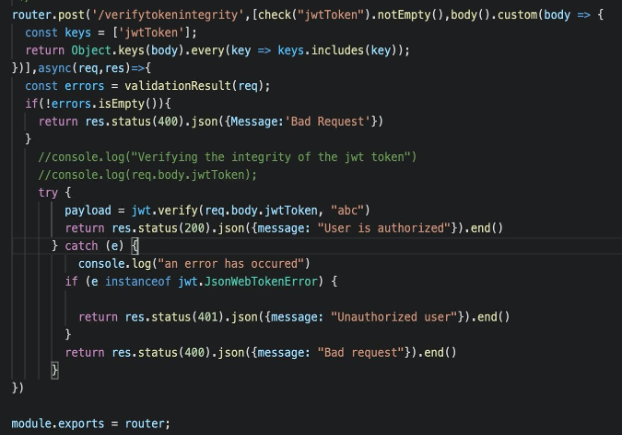 router.post('/verifytokenintegrity',[check("jwtToken").notEmpty(),body().custom(body => {
const keys = ['jwtToken'];
return Object.keys(body).every(key => keys.includes(key));
})],async(req,res)=>{
const errors = validationResult(req);
if(!errors.isEmpty()){
return res.status(400).json({Message:'Bad Request'})
}
//console.log("Verifying the integrity of the jwt token")
//console.log(req.body.jwtToken);
try {
payload = jwt.verify(req.body.jwtToken, "abc")
return res.status(200).json({message: "User is authorized"}).end()
} catch (e) {
console.log("an error has occured")
if (e instanceof jwt.JsonWebTokenError) {
return res.status(401).json({message: "Unauthorized user"}).end()
}
return res.status(400).json({message: "Bad request"}).end()
}
})
module.exports = router;